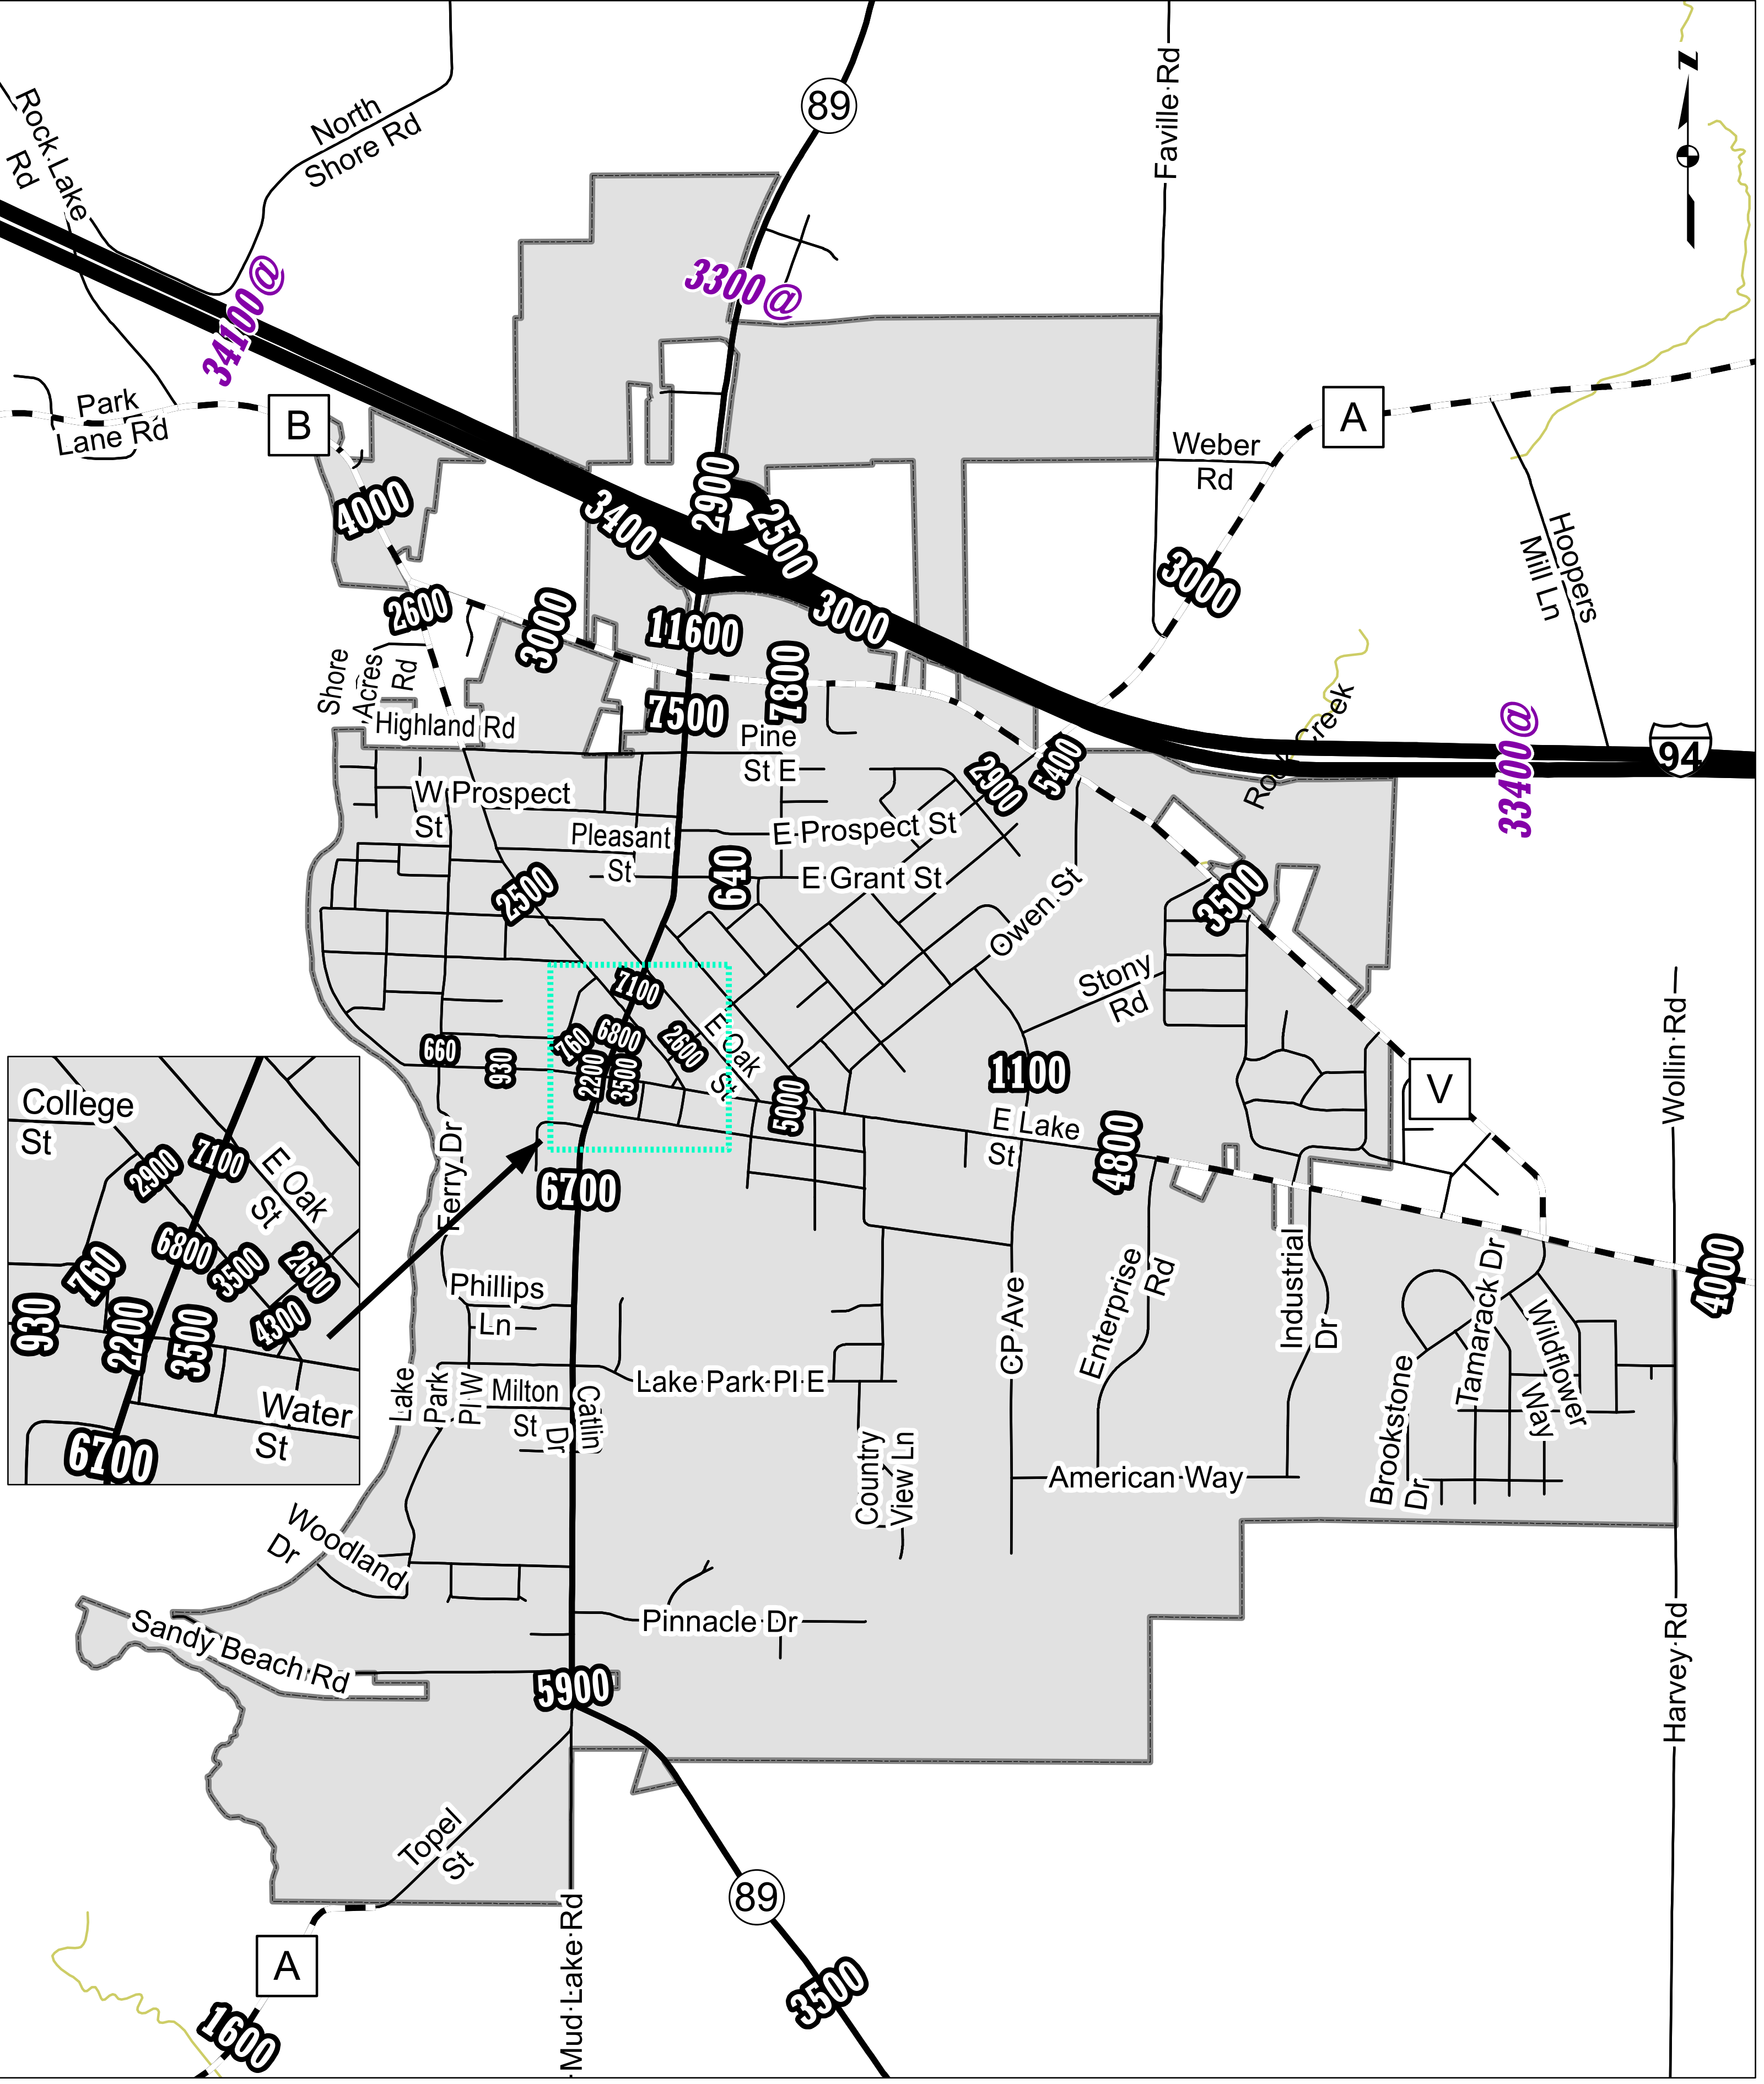 89
Faville Rd
N
Rock Lake
Rd
North
Shore Rd
34100 @
3300 @
Park
Lane Rd
B
A
Weber
Rd
4000
2900
3400
2500
3000
Hoopers
Mill Ln
2600
3000
11600
3000
7800
7500
Shore
Acres
Rd
Highland Rd
Pine
St E
Rock Creek
33400 @
94
2900
5400
W Prospect
St
Pleasant
St
E Prospect St
640
E Grant St
2500
3500
Owen St
Stony
Rd
Wollin Rd
7100
6800
760
2600
E Oak
St
660
930
2200
3500
5000
1100
V
E Lake
St
4800
Ferry Dr
6700
College
St
2900
7100
E Oak
St
6800
3500
2600
760
4300
930
2200
3500
Water
St
6700
Phillips
Ln
Lake
Park
Pl W
Milton
St
Catlin
Dr
Lake Park Pl E
CP Ave
Enterprise
Rd
Industrial
Dr
Tamarack Dr
Wildflower
Way
Brookstone
Dr
4000
Country
View Ln
American Way
Woodland
Dr
Sandy Beach Rd
Pinnacle Dr
5900
Harvey Rd
Topel
St
89
A
Mud Lake Rd
3500
1600